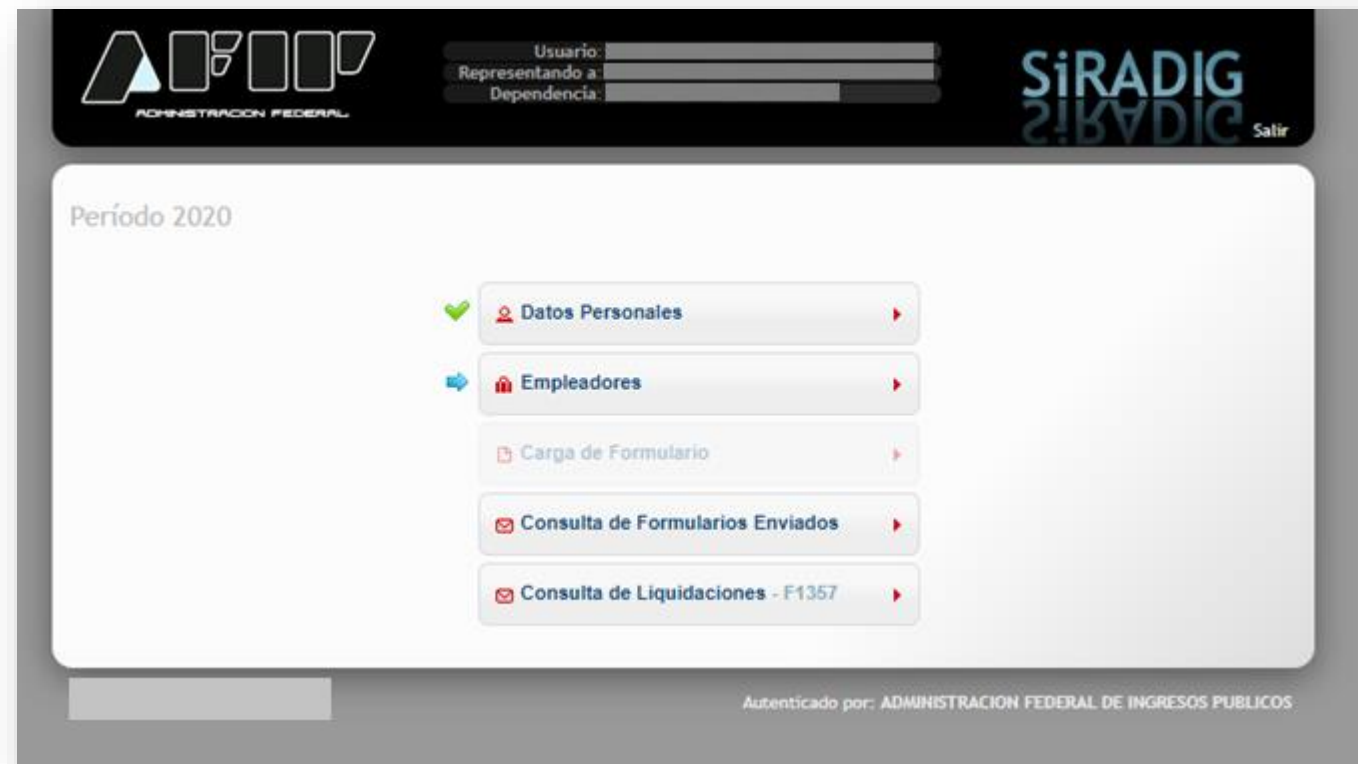 AFIP
ADMINISTRACION FEDERAL
Usuario:
Representando a:
Dependencia:
SiRADIG
Salir
Período 2020
Datos Personales
Empleadores
Carga de Formulario
Consulta de Formularios Enviados
Consulta de Liquidaciones - F1357
Autenticado por: ADMINISTRACION FEDERAL DE INGRESOS PUBLICOS